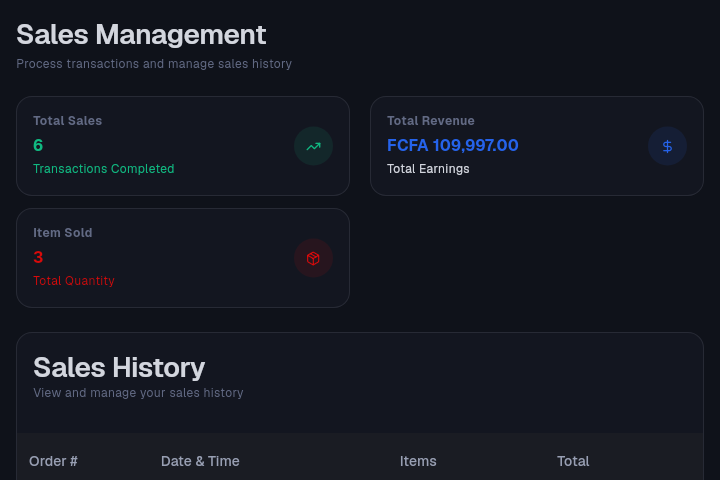 Sales Management
Process transactions and manage sales history
Total Sales
6
Transactions Completed
Total Revenue
FCFA 109,997.00
Total Earnings
Item Sold
3
Total Quantity
Sales History
View and manage your sales history
Order # Date & Time Items Total